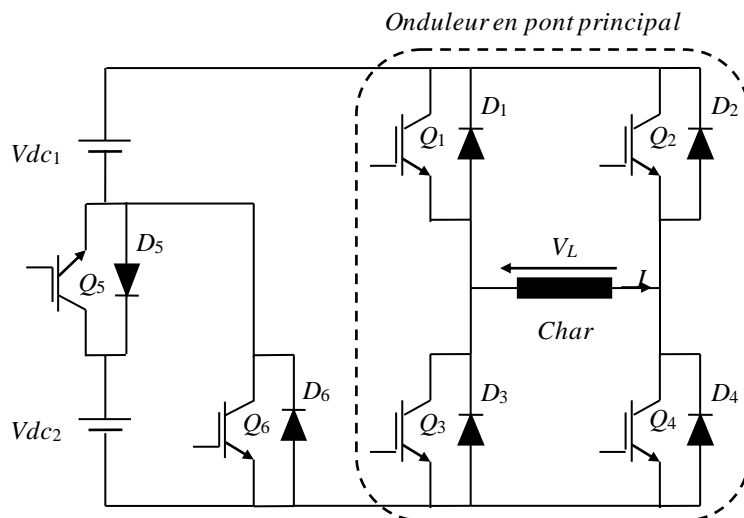 Onduleur en pont principal
D1
D2
Q1
Q2
Vdc1
D5
VL
Q5
I
Char
D6
D3
D4
Vdc2
Q6
Q3
Q4